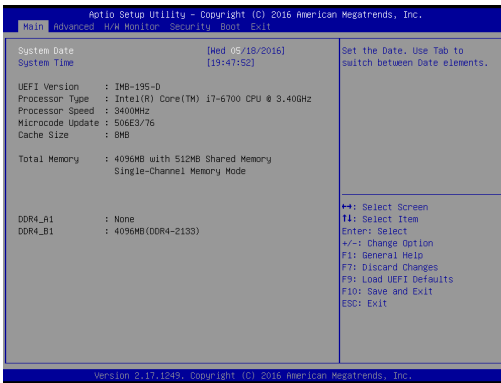 Aptio Setup Utility – Copyright (C) 2016 American Megatrends, Inc.
Main Advanced H/W Monitor Security Boot Exit
System Date [Wed 05/18/2016]
System Time [19:47:52]
UEFI Version : IMB-195-D
Processor Type : Intel(R) Core(TM) i7-6700 CPU @ 3.40GHz
Processor Speed : 3400MHz
Microcode Update : 506E3/76
Cache Size : 8MB
Total Memory : 4096MB with 512MB Shared Memory
Single-Channel Memory Mode
DDR4_A1 : None
DDR4_B1 : 4096MB(DDR4-2133)
Set the Date. Use Tab to
switch between Date elements.
↔: Select Screen
↑↓: Select Item
Enter: Select
+/-: Change Option
F1: General Help
F7: Discard Changes
F9: Load UEFI Defaults
F10: Save and Exit
ESC: Exit
Version 2.17.1249. Copyright (C) 2016 American Megatrends, Inc.